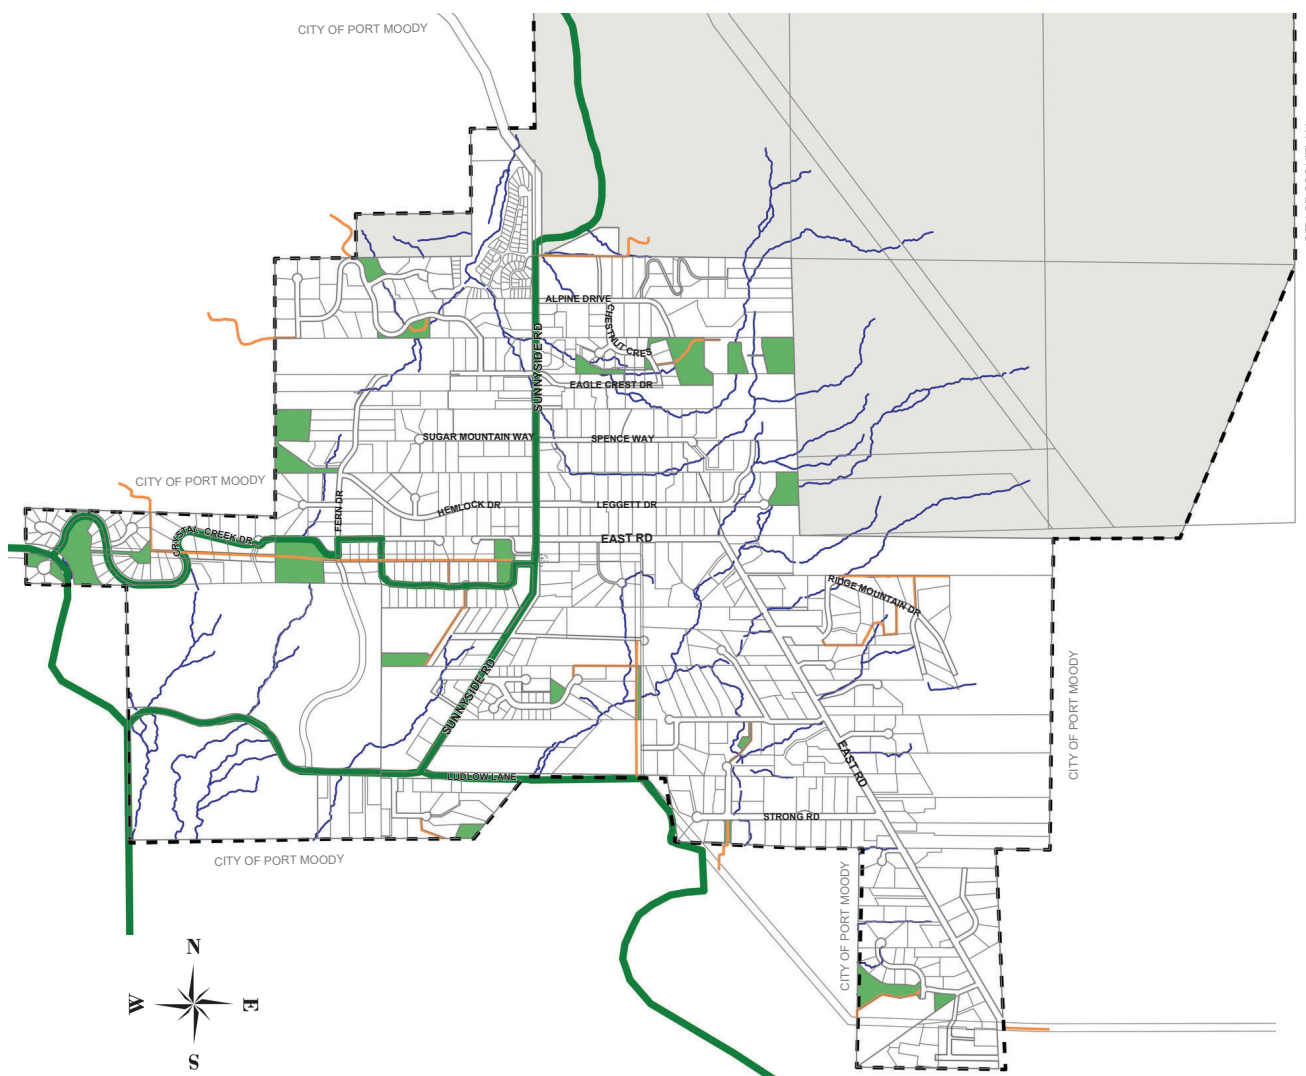 CITY OF PORT MOODY
ALPINE DRIVE
CHESTNUT CRES
SUNNYSIDE RD
EAGLE CREST DR
SUGAR MOUNTAIN WAY
SPENCE WAY
CITY OF PORT MOODY
FERN DR
HEMLOCK DR
LEGGETT DR
CRYSTAL CREEK DR
EAST RD
RIDGE MOUNTAIN DR
SUNNYSIDE RD
CITY OF PORT MOODY
EAST RD
LUDLOW LANE
STRONG RD
CITY OF PORT MOODY
CITY OF PORT MOODY
N
W
E
S